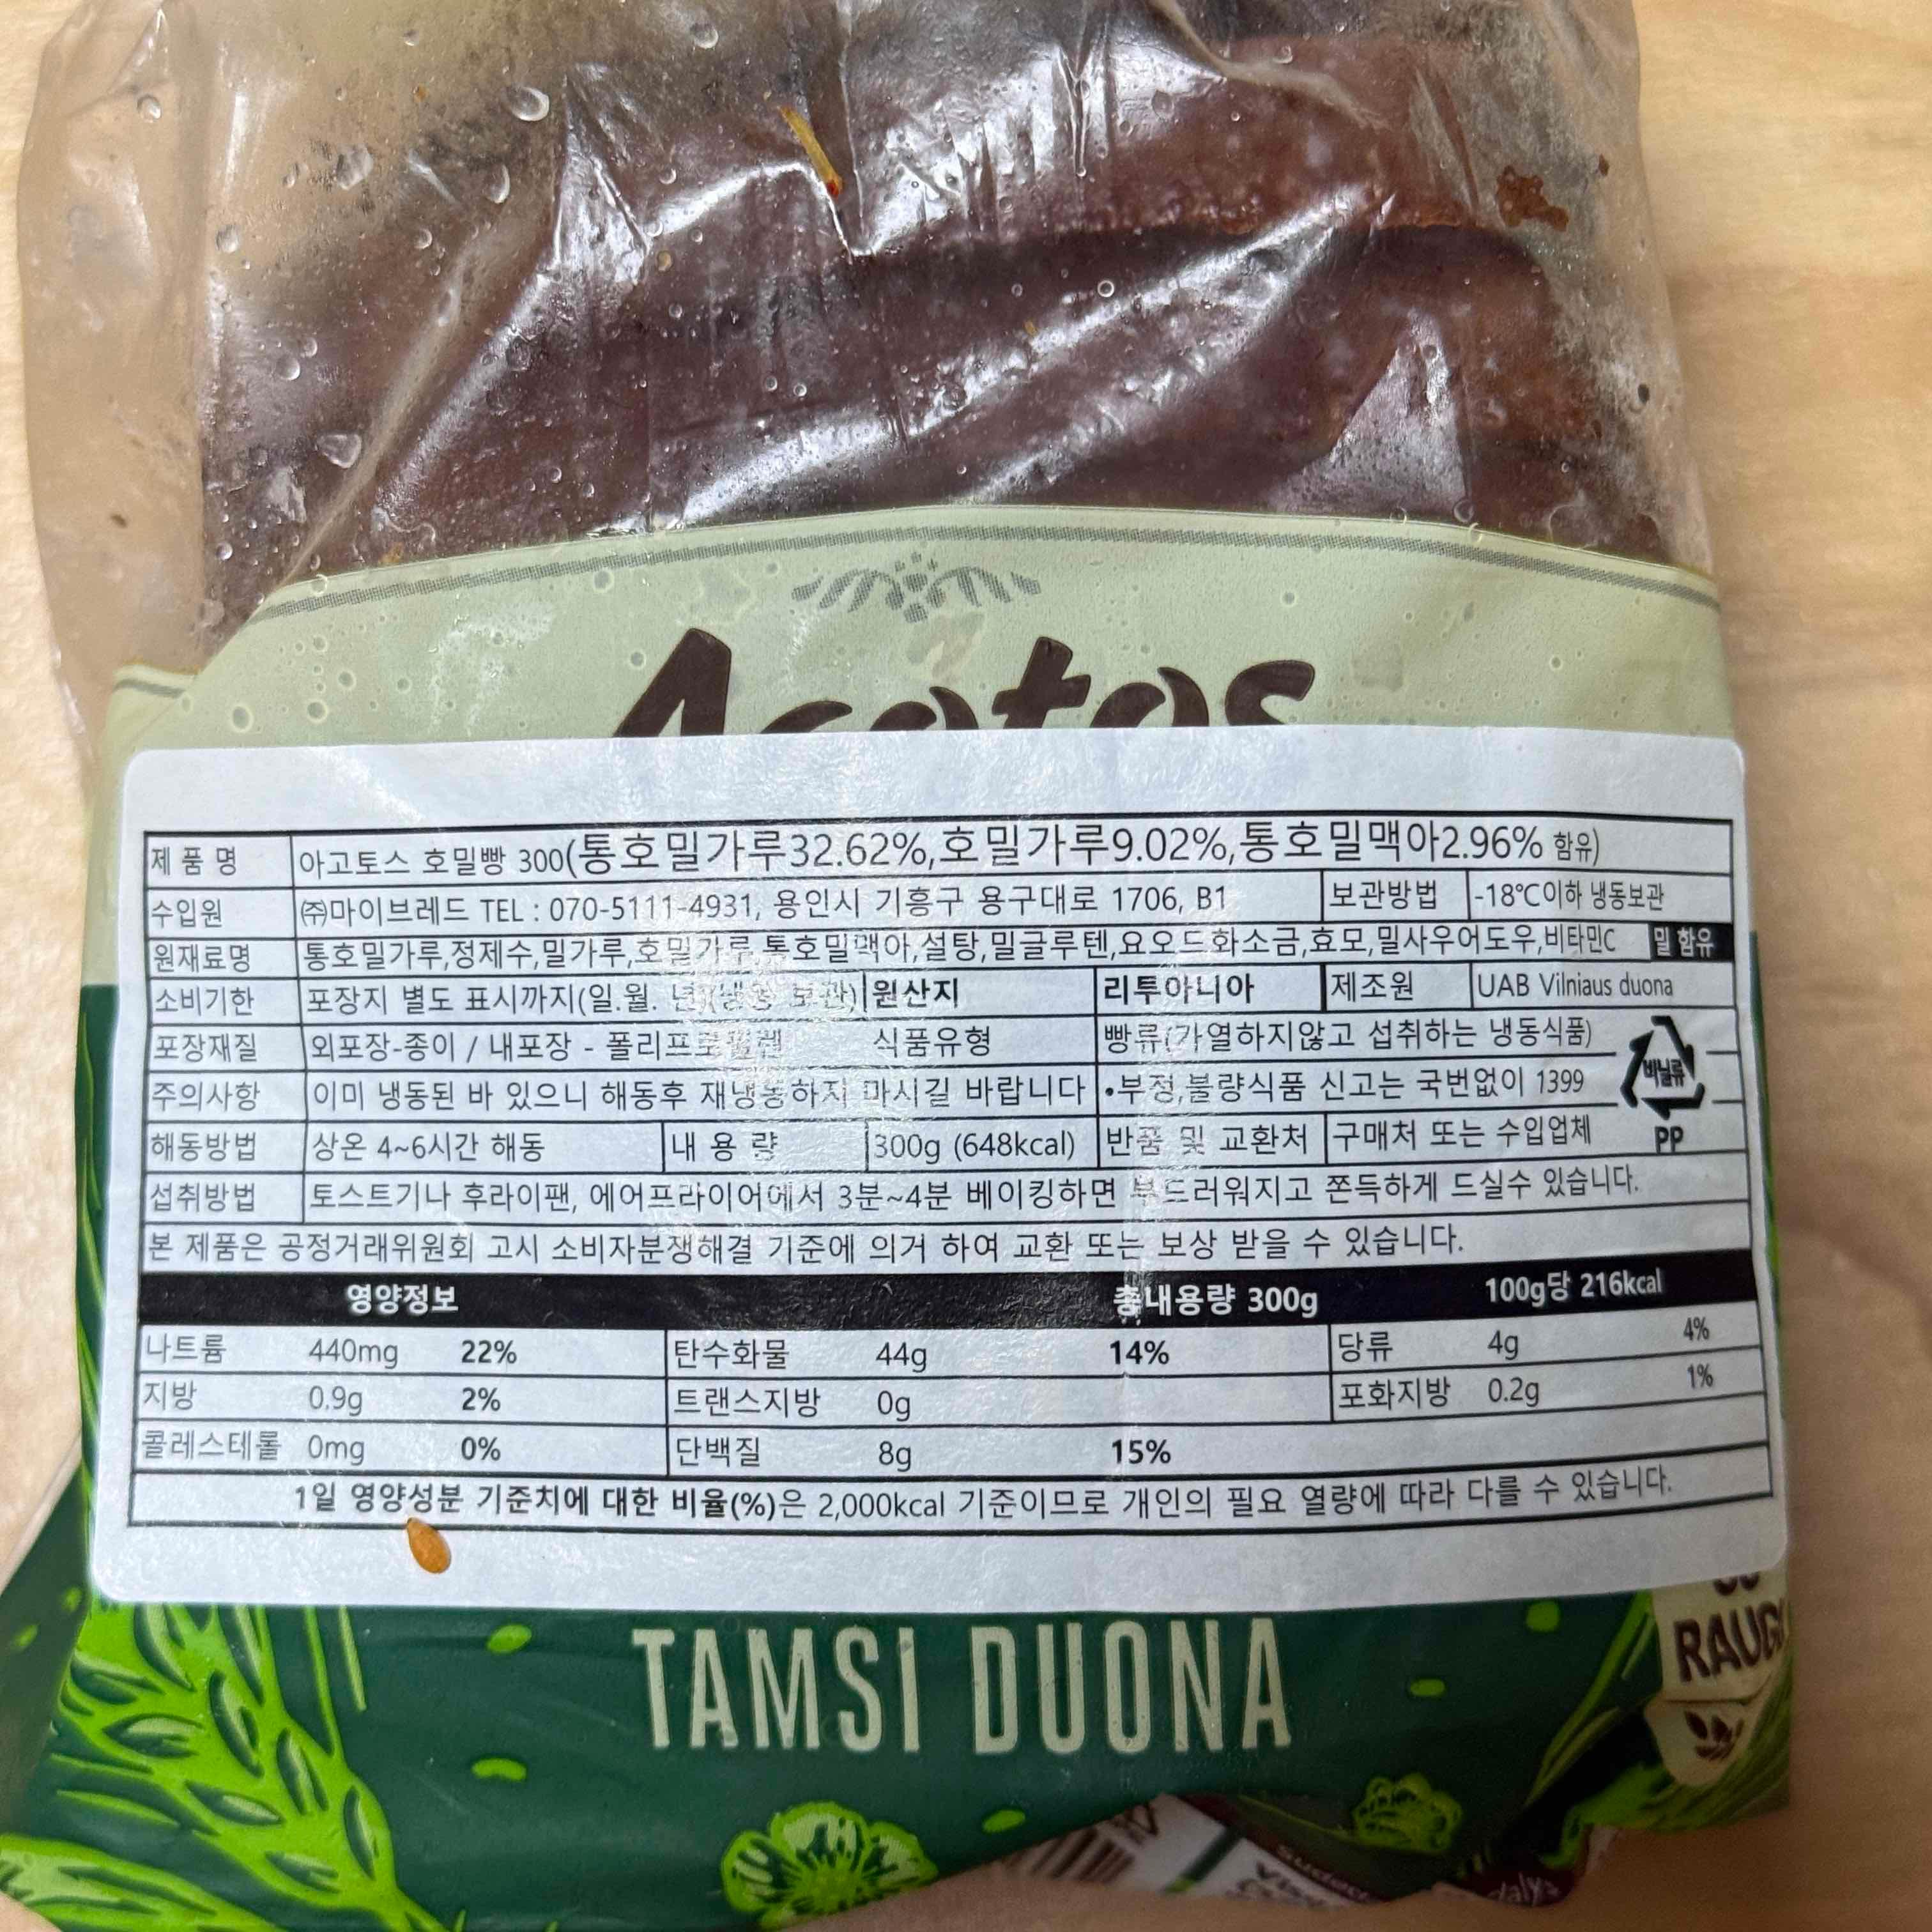 Agotas
제 품 명 아고토스 호밀빵 300(통호밀가루32.62%,호밀가루9.02%,통호밀맥아2.96% 함유)
수입원 ㈜마이브레드 TEL : 070-5111-4931, 용인시 기흥구 용구대로 1706, B1 보관방법 -18℃이하 냉동보관
원재료명 통호밀가루,정제수,밀가루,호밀가루,통호밀맥아,설탕,밀글루텐,요오드화소금,효모,밀사우어도우,비타민C 밀 함유
소비기한 포장지 별도 표시까지(일.월. 년)(냉동 보관) 원산지 리투아니아 제조원 UAB Vilniaus duona
포장재질 외포장-종이 / 내포장 - 폴리프로필렌 식품유형 빵류(가열하지않고 섭취하는 냉동식품)
비닐류
주의사항 이미 냉동된 바 있으니 해동후 재냉동하지 마시길 바랍니다 •부정,불량식품 신고는 국번없이 1399
해동방법 상온 4~6시간 해동 내 용 량 300g (648kcal) 반품 및 교환처 구매처 또는 수입업체
PP
섭취방법 토스트기나 후라이팬, 에어프라이어에서 3분~4분 베이킹하면 부드러워지고 쫀득하게 드실수 있습니다.
본 제품은 공정거래위원회 고시 소비자분쟁해결 기준에 의거 하여 교환 또는 보상 받을 수 있습니다.
영양정보 총내용량 300g 100g당 216kcal
나트륨 440mg 22% 탄수화물 44g 14% 당류 4g 4%
지방 0.9g 2% 트랜스지방 0g 포화지방 0.2g 1%
콜레스테롤 0mg 0% 단백질 8g 15%
1일 영양성분 기준치에 대한 비율(%)은 2,000kcal 기준이므로 개인의 필요 열량에 따라 다를 수 있습니다.
TAMSI DUONA